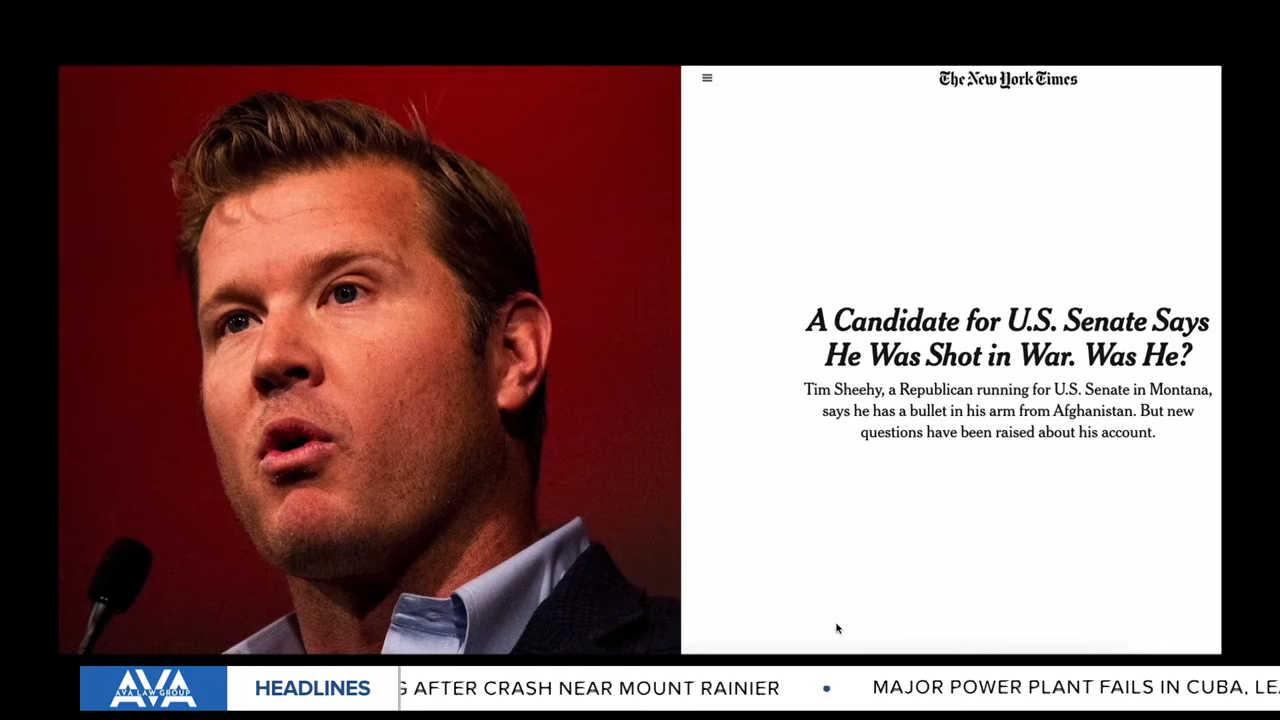 The New York Times
A Candidate for U.S. Senate Says
He Was Shot in War. Was He?
Tim Sheehy, a Republican running for U.S. Senate in Montana,
says he has a bullet in his arm from Afghanistan. But new
questions have been raised about his account.
AVA
AVA LAW GROUP
HEADLINES
G AFTER CRASH NEAR MOUNT RAINIER • MAJOR POWER PLANT FAILS IN CUBA, LE